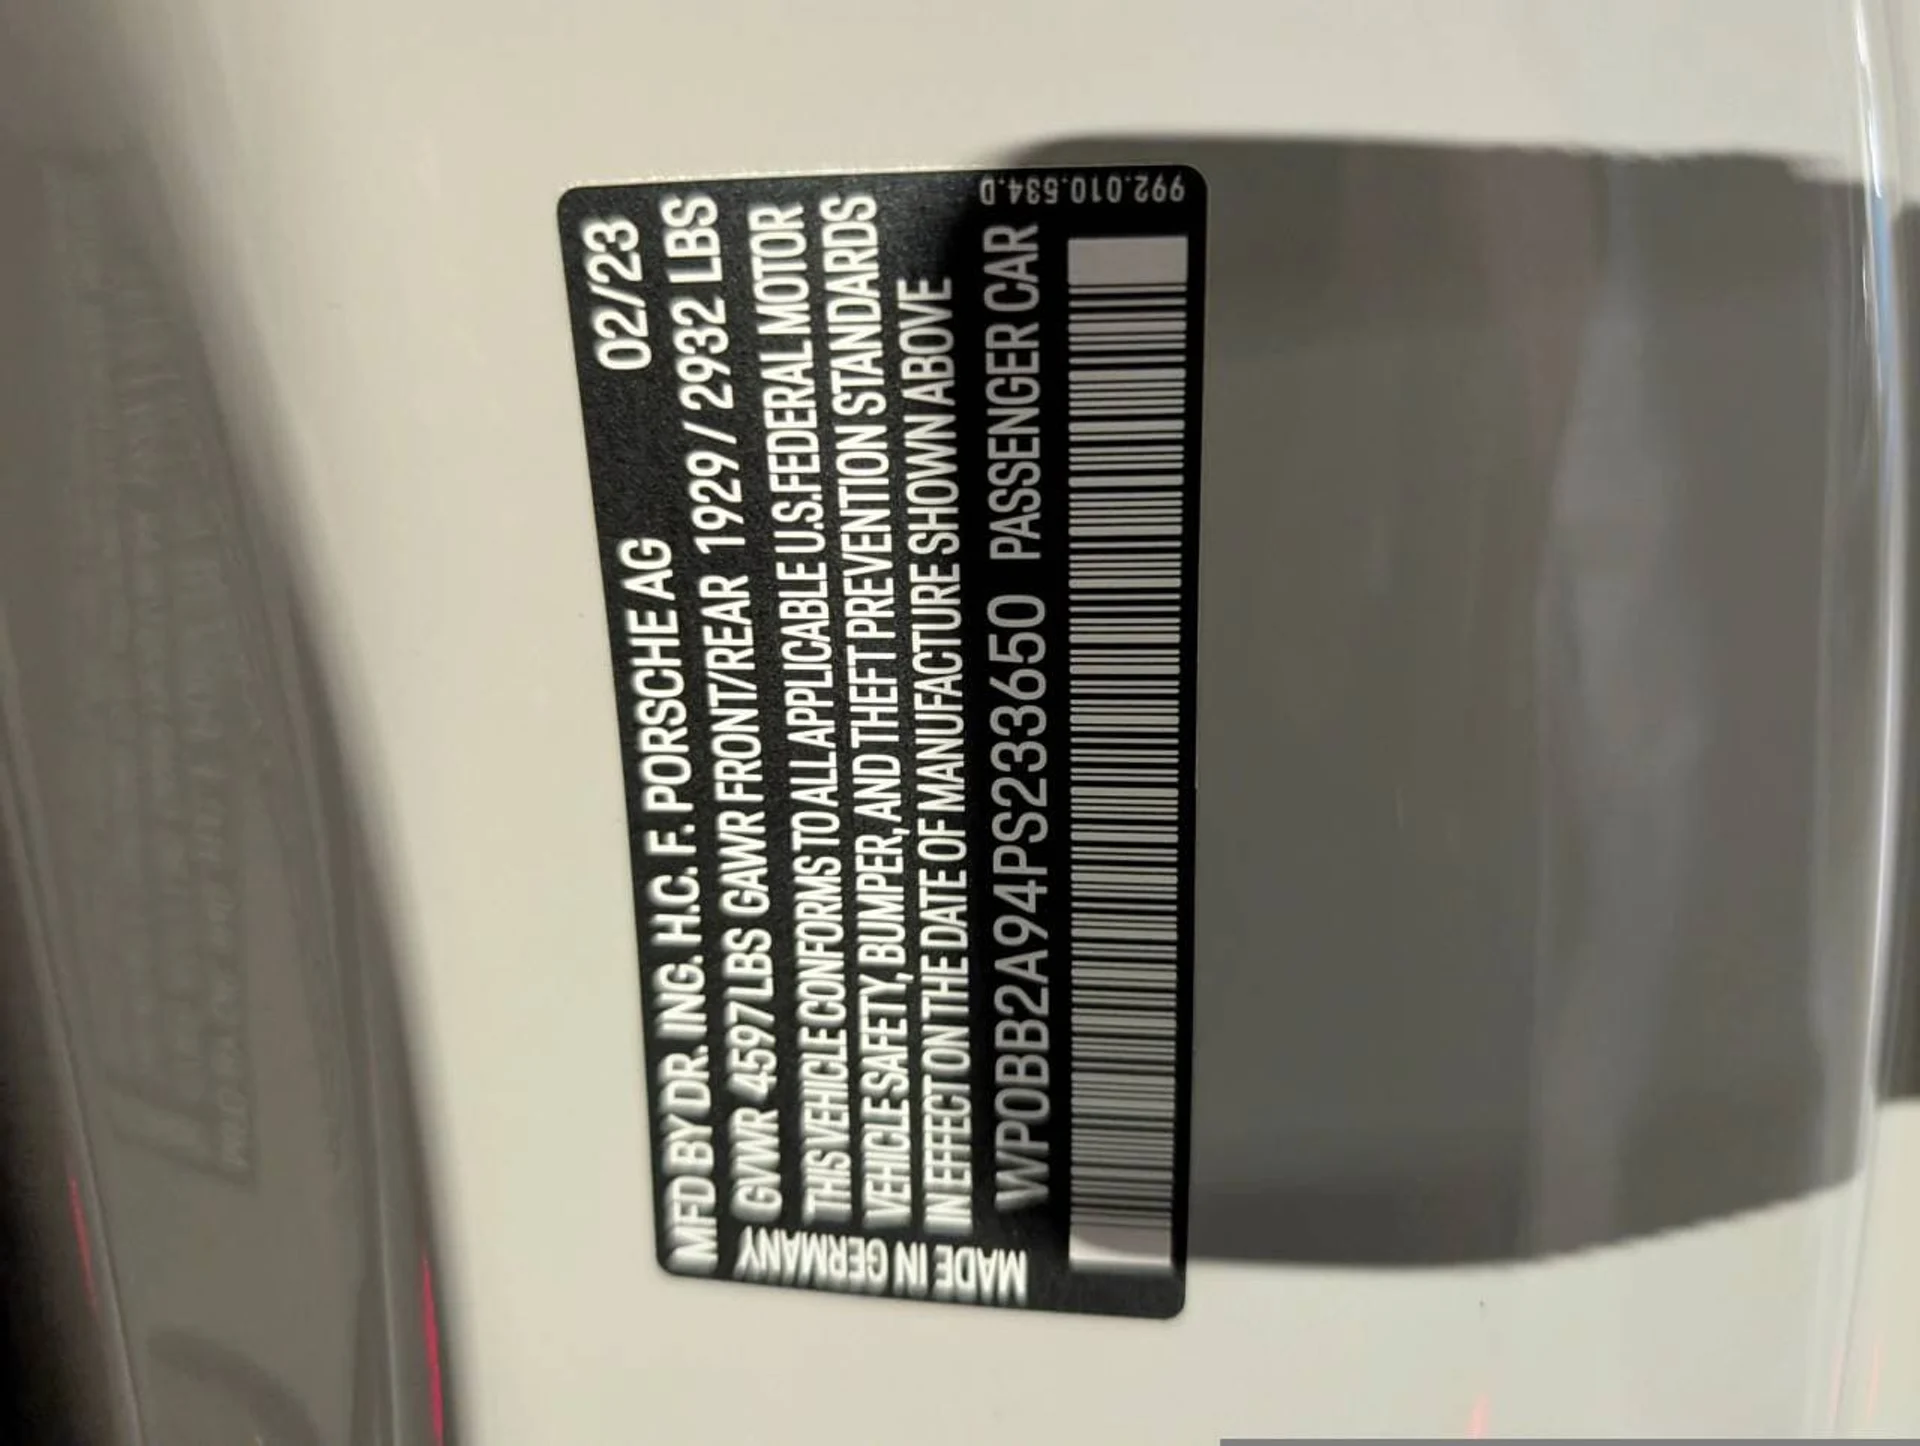 MFD BY DR. ING. H.C. F. PORSCHE AG 02/23
GVWR 4597LBS GAWR FRONT/REAR 1929 / 2932 LBS
THIS VEHICLE CONFORMS TO ALL APPLICABLE U.S.FEDERAL MOTOR
VEHICLE SAFETY, BUMPER, AND THEFT PREVENTION STANDARDS
IN EFFECT ON THE DATE OF MANUFACTURE SHOWN ABOVE
WP0BB2A94PS233650 PASSENGER CAR
MADE IN GERMANY
992.010.534.D